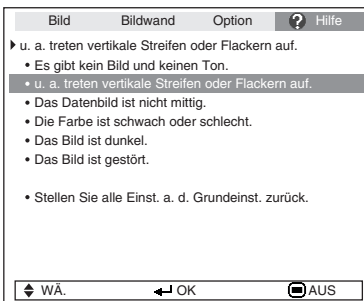 Bild Bildwand Option ? Hilfe
u. a. treten vertikale Streifen oder Flackern auf.
• Es gibt kein Bild und keinen Ton.
• u. a. treten vertikale Streifen oder Flackern auf.
• Das Datenbild ist nicht mittig.
• Die Farbe ist schwach oder schlecht.
• Das Bild ist dunkel.
• Das Bild ist gestört.
• Stellen Sie alle Einst. a. d. Grundeinst. zurück.
WÄ. OK AUS